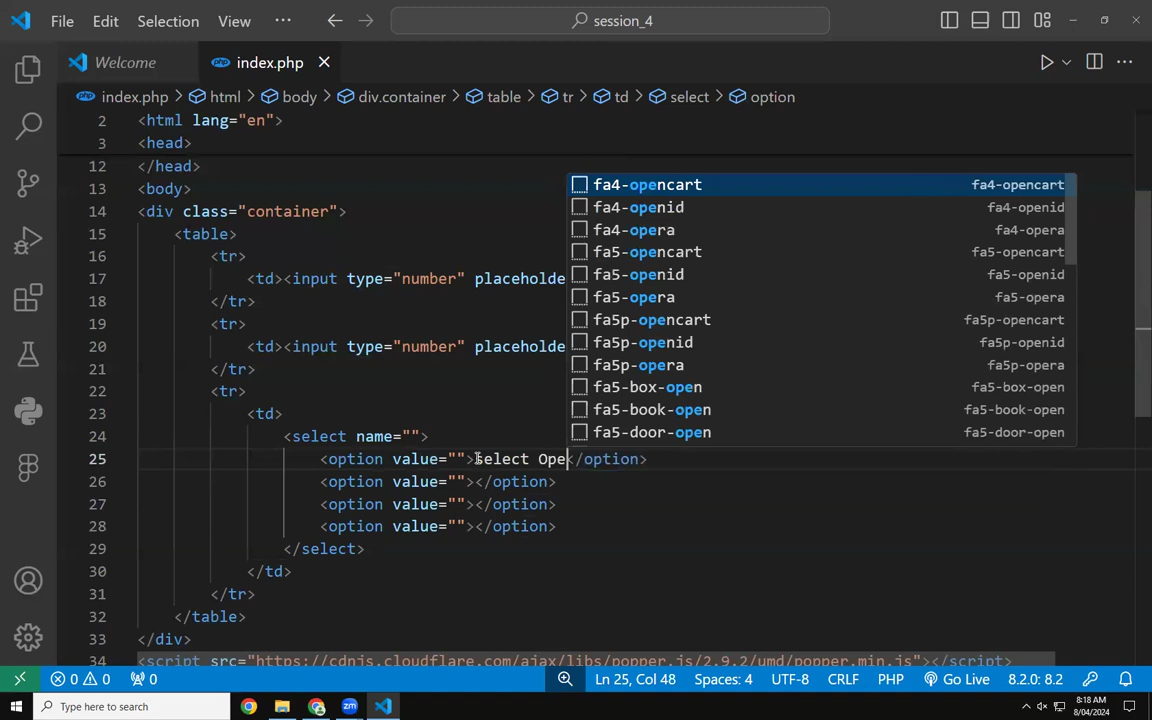 File Edit Selection View ··· session_4
Welcome index.php
index.php > html > body > div.container > table > tr > td > select > option
2 <html lang="en">
3 <head>
12 </head>
13 <body>
14 <div class="container">
15 <table>
16 <tr>
17 <td><input type="number" placeholde
18 </tr>
19 <tr>
20 <td><input type="number" placeholde
21 </tr>
22 <tr>
23 <td>
24 <select name="">
25 <option value="">Select Ope</option>
26 <option value=""></option>
27 <option value=""></option>
28 <option value=""></option>
29 </select>
30 </td>
31 </tr>
32 </table>
33 </div>
34 <script src="https://cdnjs.cloudflare.com/ajax/libs/popper.js/2.9.2/umd/popper.min.js"></script>
fa4-opencart fa4-opencart
fa4-openid fa4-openid
fa4-opera fa4-opera
fa5-opencart fa5-opencart
fa5-openid fa5-openid
fa5-opera fa5-opera
fa5p-opencart fa5p-opencart
fa5p-openid fa5p-openid
fa5p-opera fa5p-opera
fa5-box-open fa5-box-open
fa5-book-open fa5-book-open
fa5-door-open fa5-door-open
0 0 0 Ln 25, Col 48 Spaces: 4 UTF-8 CRLF PHP Go Live 8.2.0: 8.2
Type here to search 8:18 AM
8/04/2024